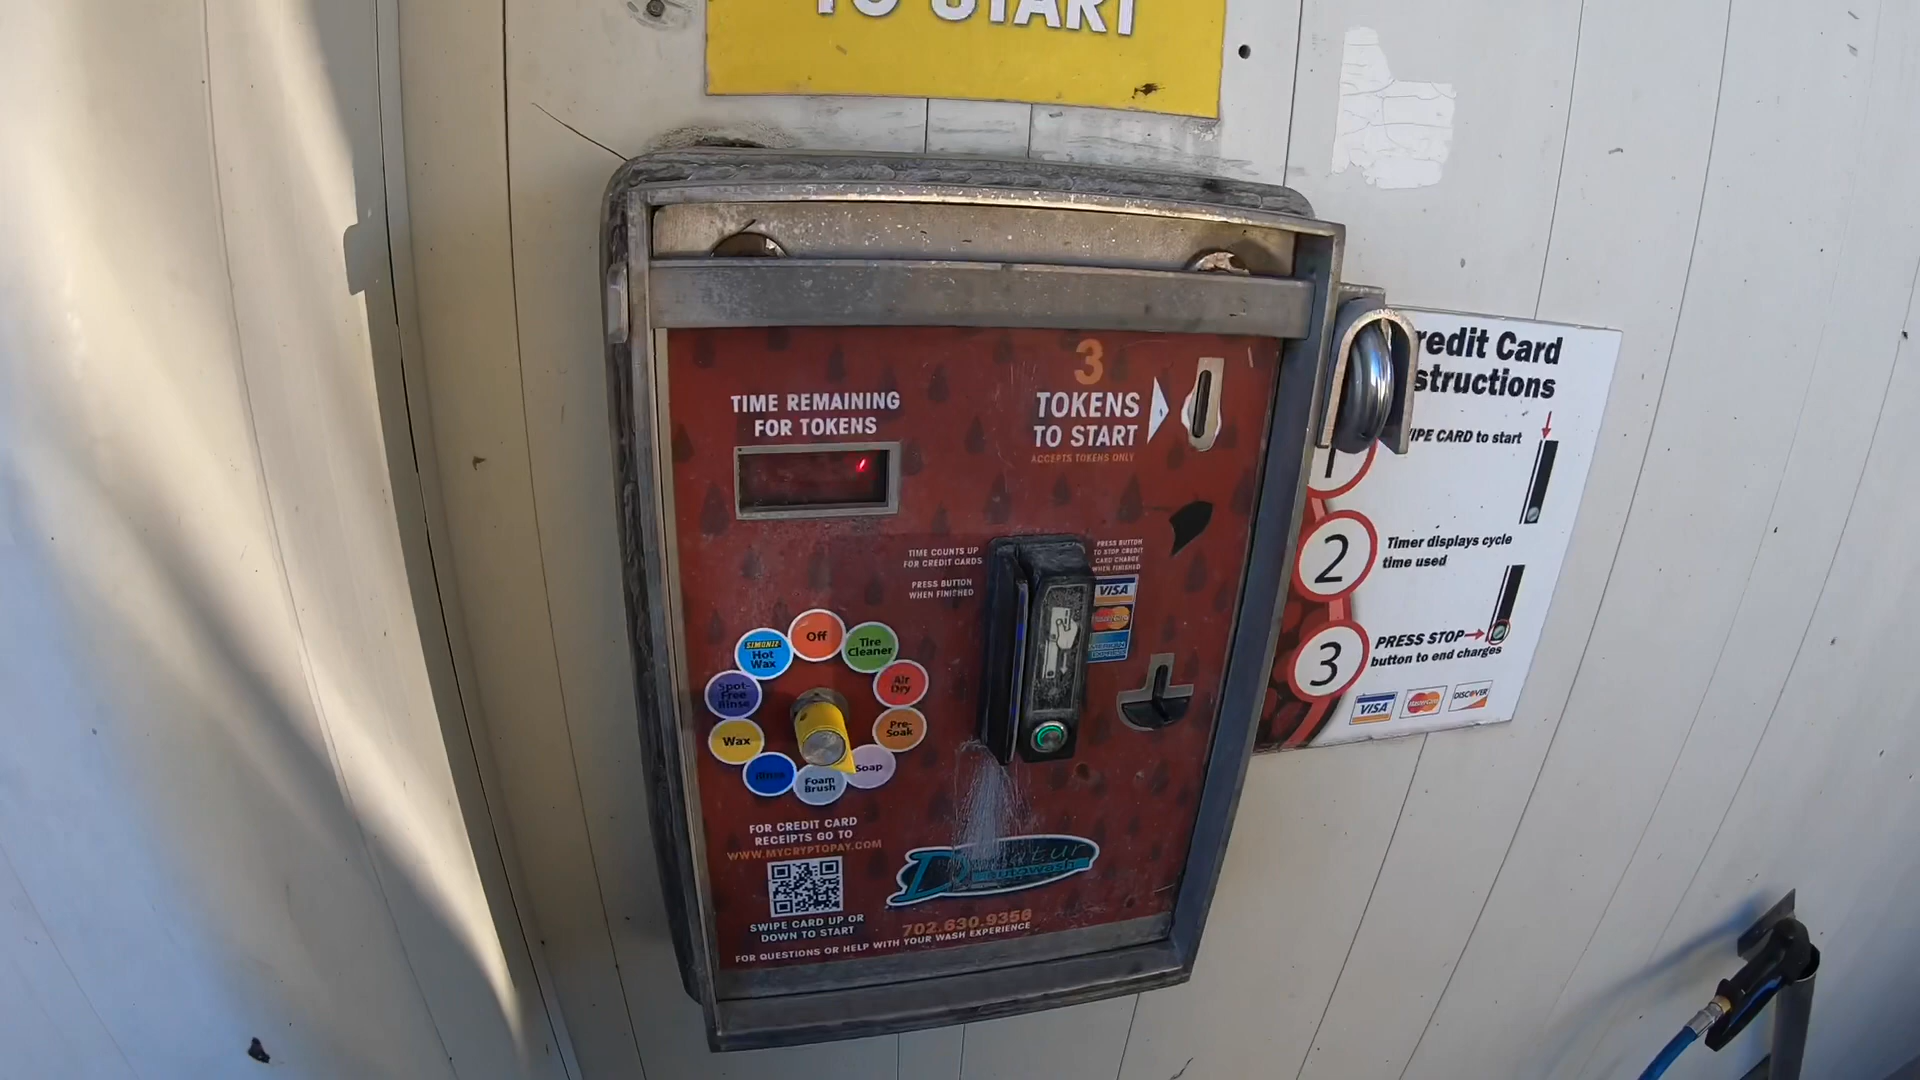 TO START
3
TOKENS
TO START
ACCEPTS TOKENS ONLY
TIME REMAINING
FOR TOKENS
TIME COUNTS UP
FOR CREDIT CARDS
PRESS BUTTON
WHEN FINISHED
PRESS BUTTON
TO STOP CREDIT
CARD CHARGE
WHEN FINISHED
VISA
MasterCard
AMERICAN
EXPRESS
Off
Tire
Cleaner
Air
Dry
Pre-
Soak
Soap
Foam
Brush
Rinse
Wax
Spot-
Free
Rinse
SIMONIZ
Hot
Wax
FOR CREDIT CARD
RECEIPTS GO TO
WWW.MYCRYPTOPAY.COM
SWIPE CARD UP OR
DOWN TO START
autowash
702.630.9356
FOR QUESTIONS OR HELP WITH YOUR WASH EXPERIENCE
redit Card
structions
1
IPE CARD to start
2
Timer displays cycle
time used
3
PRESS STOP
button to end charges
VISA
MasterCard
DISCOVER